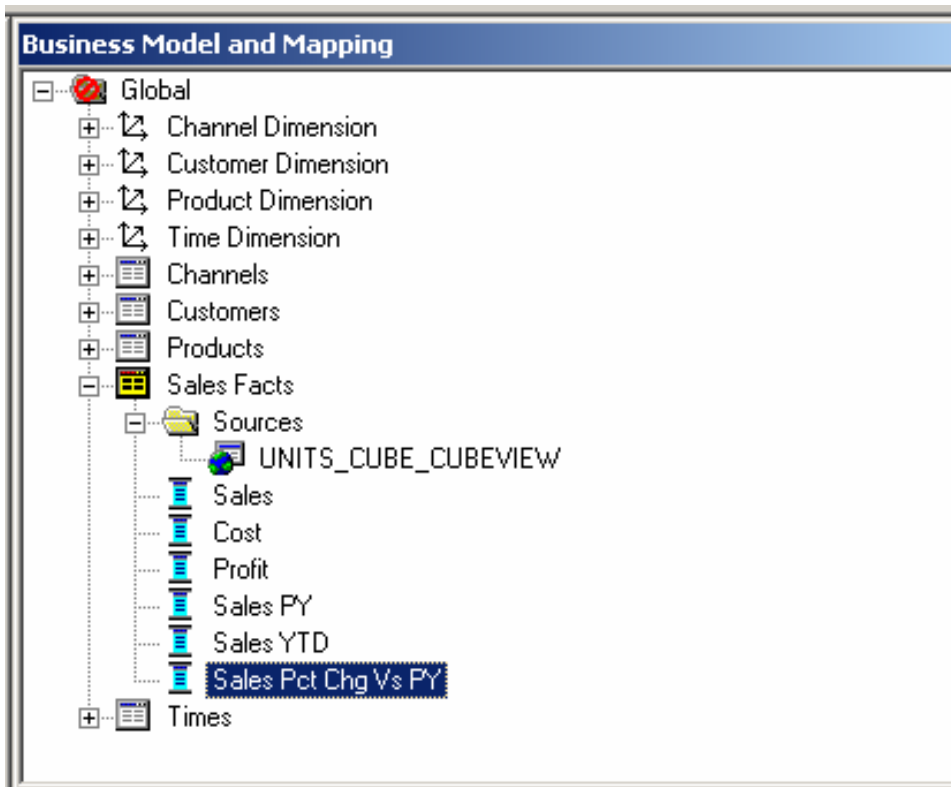 Business Model and Mapping
Global
Channel Dimension
Customer Dimension
Product Dimension
Time Dimension
Channels
Customers
Products
Sales Facts
Sources
UNITS_CUBE_CUBEVIEW
Sales
Cost
Profit
Sales PY
Sales YTD
Sales Pct Chg Vs PY
Times